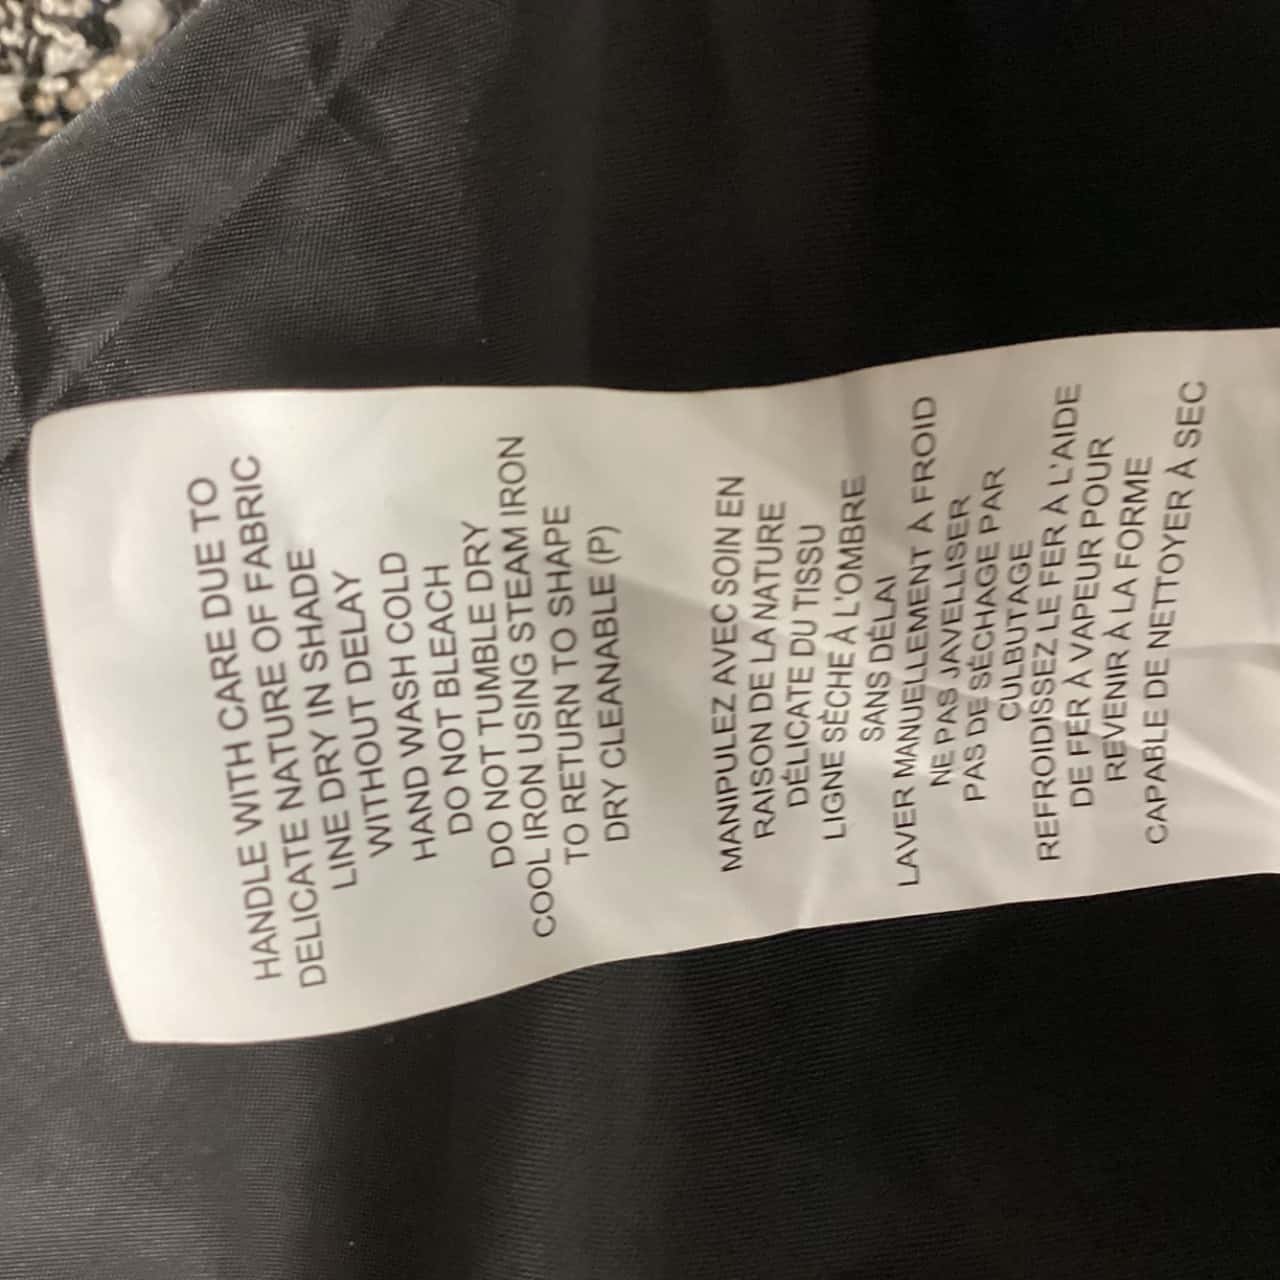 HANDLE WITH CARE DUE TO
DELICATE NATURE OF FABRIC
LINE DRY IN SHADE
WITHOUT DELAY
HAND WASH COLD
DO NOT BLEACH
DO NOT TUMBLE DRY
COOL IRON USING STEAM IRON
TO RETURN TO SHAPE
DRY CLEANABLE (P)
MANIPULEZ AVEC SOIN EN
RAISON DE LA NATURE
DÉLICATE DU TISSU
LIGNE SÈCHE À L'OMBRE
SANS DÉLAI
LAVER MANUELLEMENT À FROID
NE PAS JAVELLISER
PAS DE SÉCHAGE PAR
CULBUTAGE
REFROIDISSEZ LE FER À L'AIDE
DE FER À VAPEUR POUR
REVENIR À LA FORME
CAPABLE DE NETTOYER À SEC